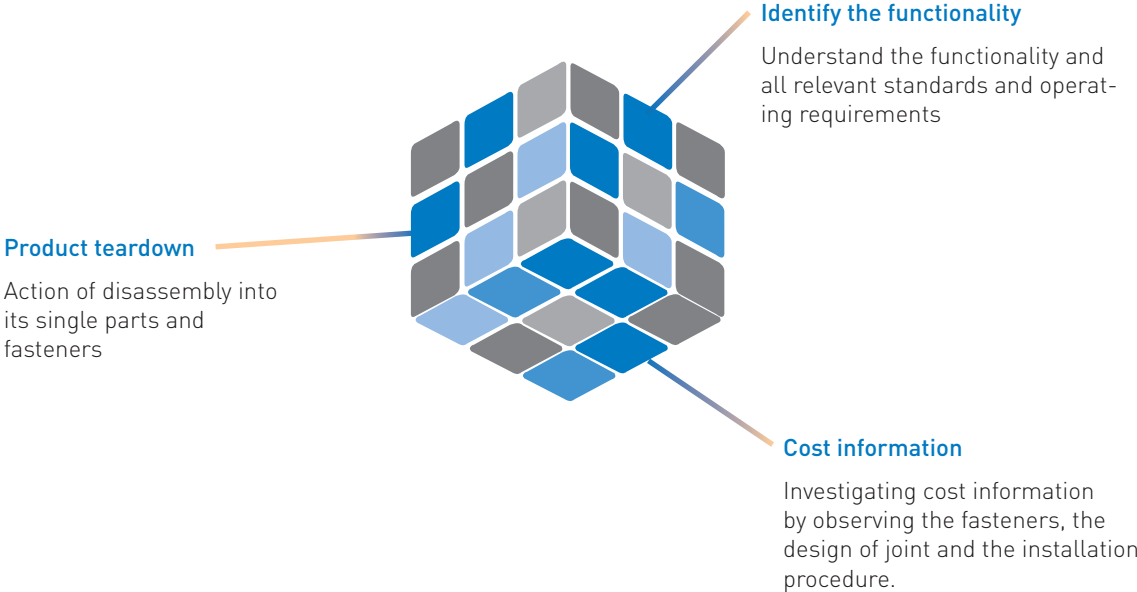 Identify the functionality
Understand the functionality and
all relevant standards and operat-
ing requirements
Product teardown
Action of disassembly into
its single parts and
fasteners
Cost information
Investigating cost information
by observing the fasteners, the
design of joint and the installation
procedure.